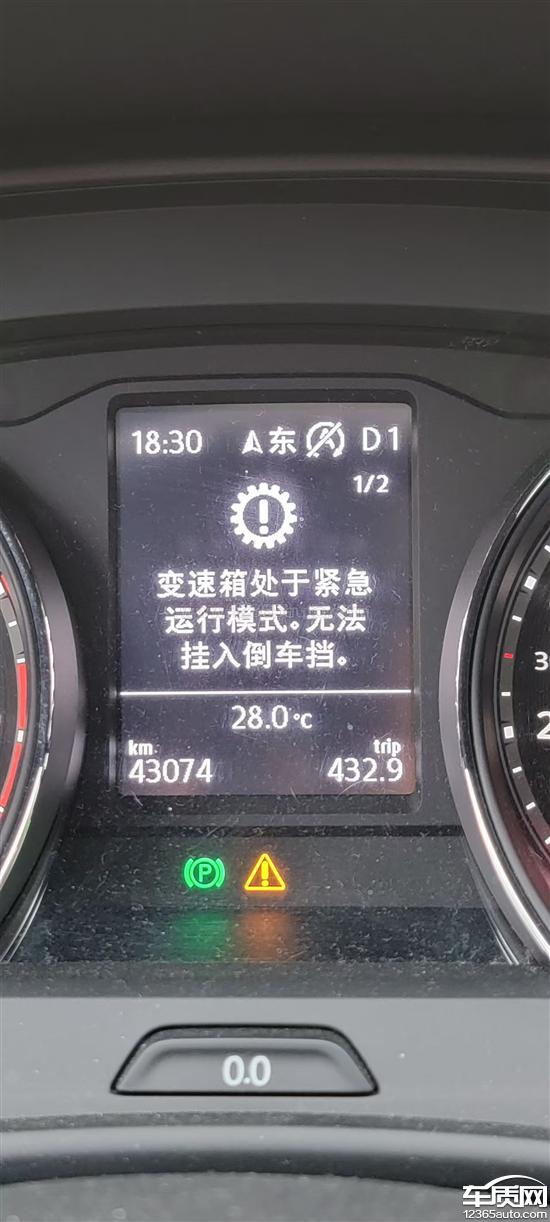 18:30 东 D1
1/2
变速箱处于紧急
运行模式。无法
挂入倒车挡。
28.0°C
km trip
43074 432.9
P
0.0
车质网
12365auto.com